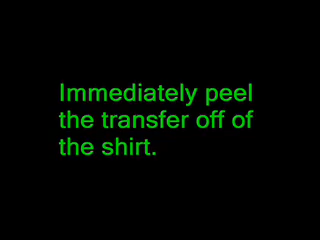 Immediately peel
the transfer off of
the shirt.